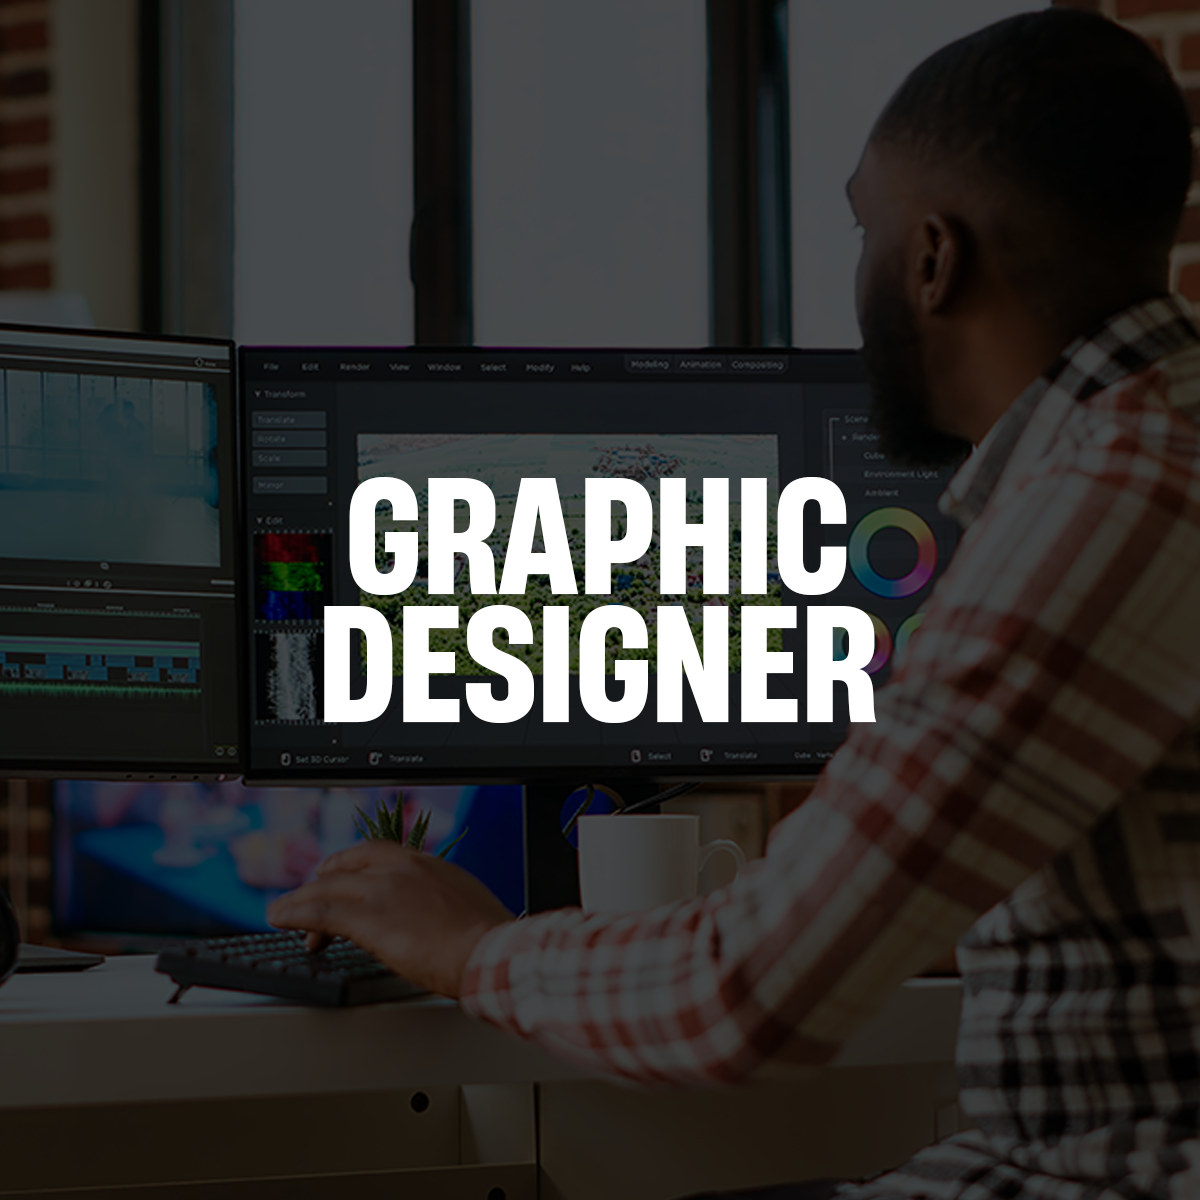 File Edit Render View Window Select Modify Help Modeling Animation Compositing
Transform
Translate
Rotate
Scale
Mirror
Scene
Cube
Environment Light
Ambient
Edit
GRAPHIC
DESIGNER
Set 3D Cursor Translate Select Translate